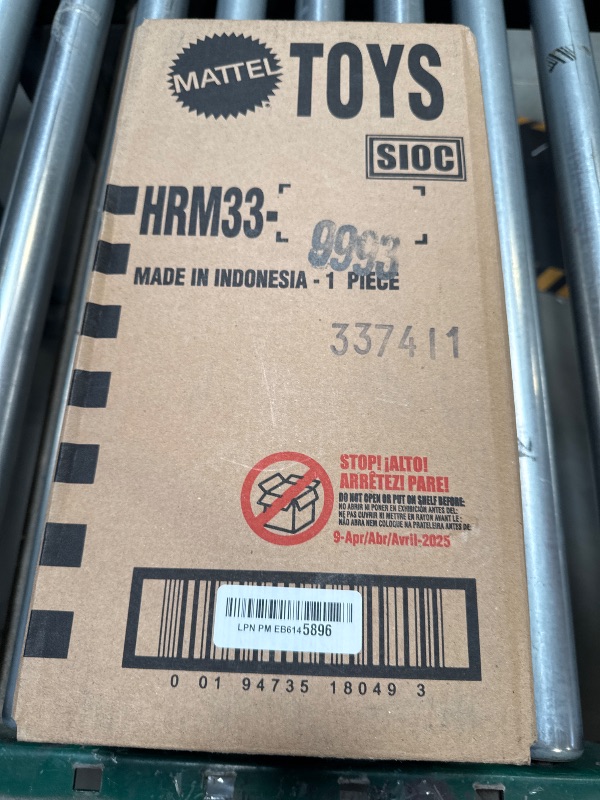 MATTEL TOYS
SIOC
HRM33-
9993
MADE IN INDONESIA - 1 PIECE
337411
STOP! ¡ALTO!
ARRÊTEZ! PARE!
DO NOT OPEN OR PUT ON SHELF BEFORE:
NO ABRIR NI PONER EN EXHIBICIÓN ANTES DEL:
NE PAS OUVRIR NI METTRE EN RAYON AVANT LE:
NÃO ABRA NEM COLOQUE NA PRATELEIRA ANTES DE:
9-Apr/Abr/Avril-2025
LPN PM EB6145896
0 01 94735 18049 3